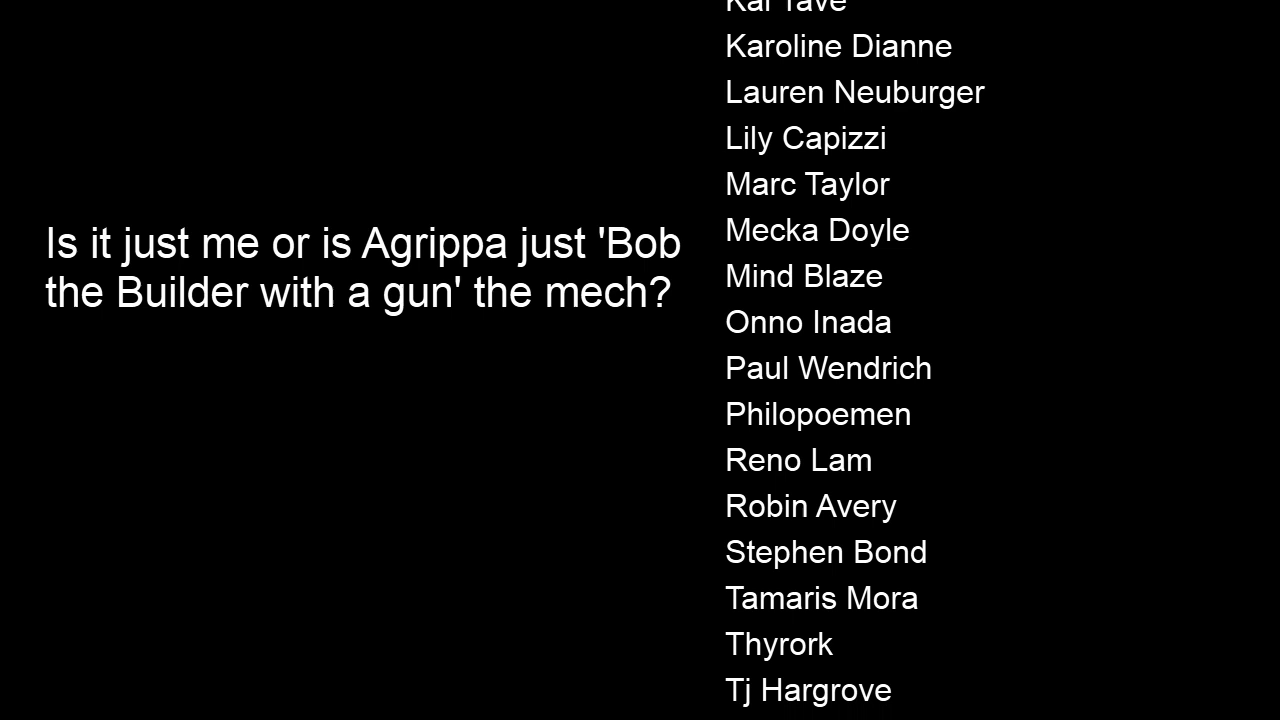 Is it just me or is Agrippa just 'Bob
the Builder with a gun' the mech?
Kai Tave
Karoline Dianne
Lauren Neuburger
Lily Capizzi
Marc Taylor
Mecka Doyle
Mind Blaze
Onno Inada
Paul Wendrich
Philopoemen
Reno Lam
Robin Avery
Stephen Bond
Tamaris Mora
Thyrork
Tj Hargrove